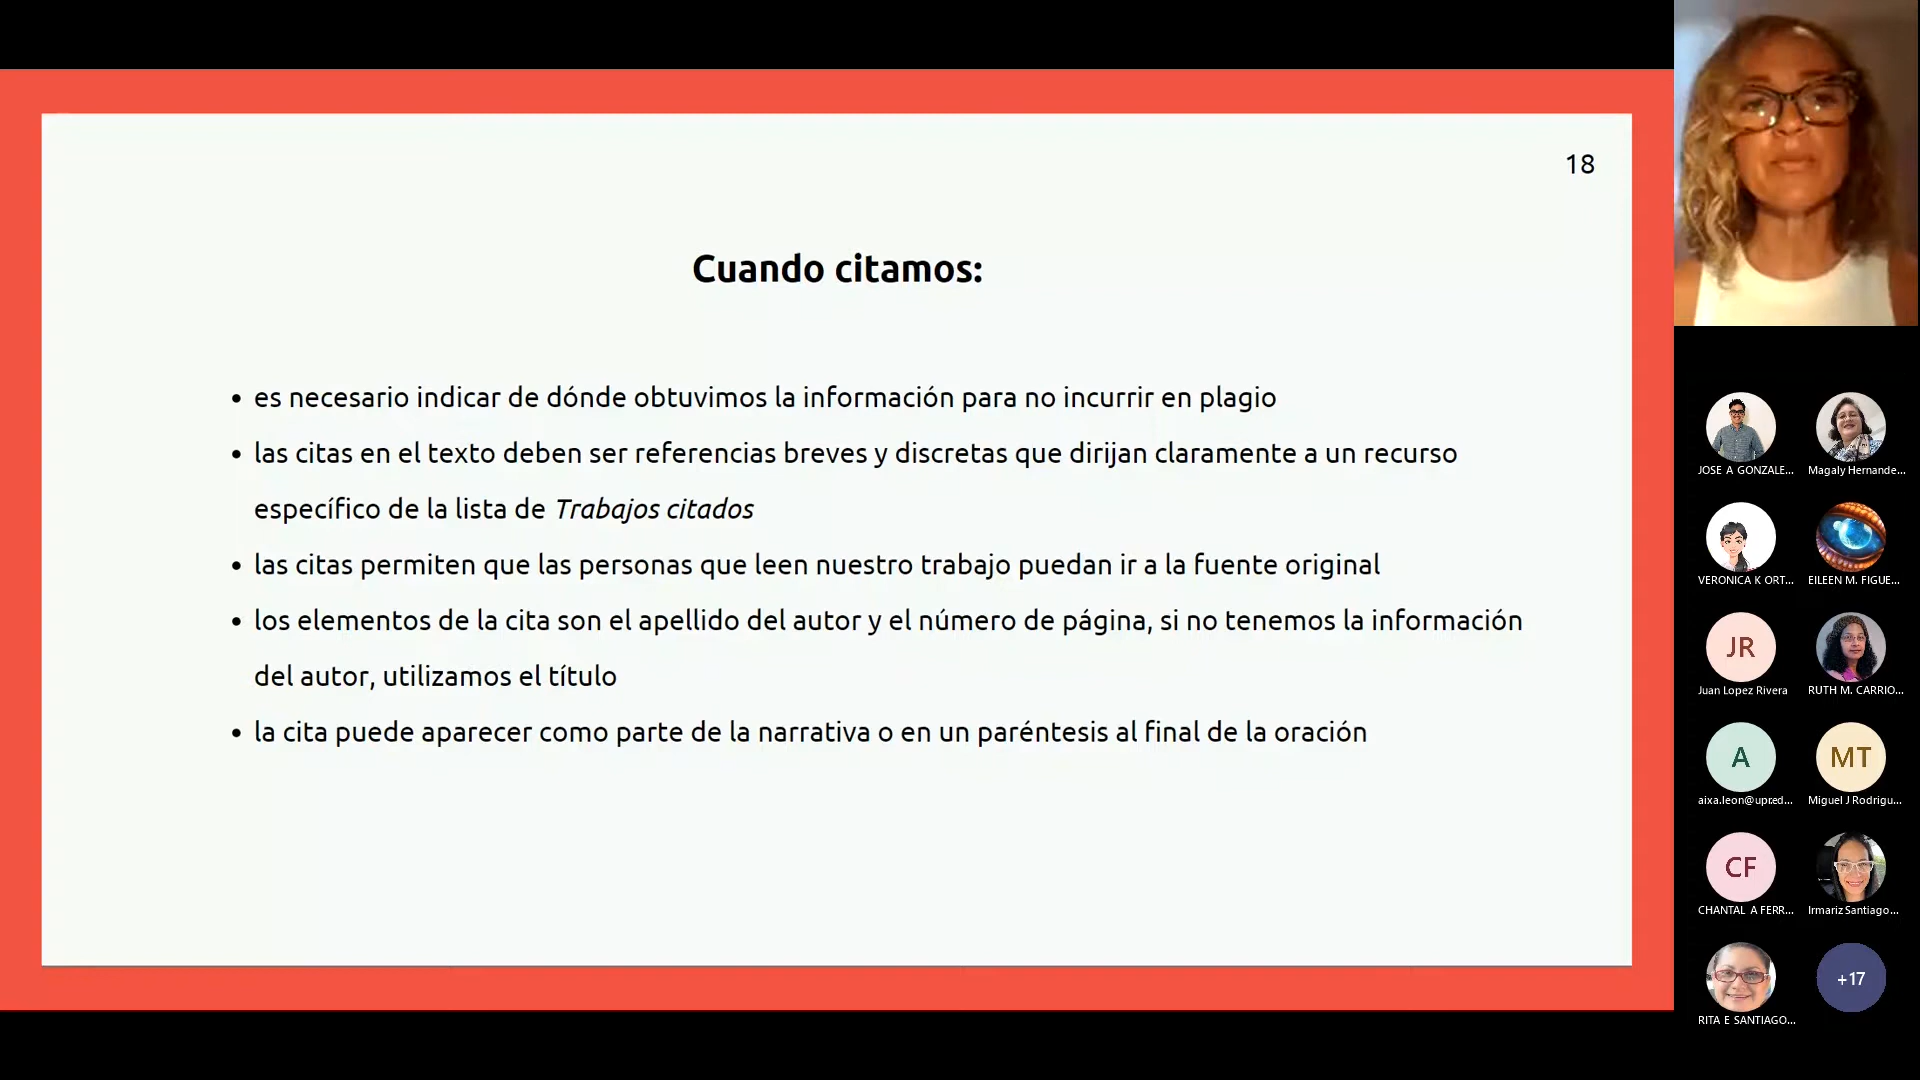 18
Cuando citamos:
• es necesario indicar de dónde obtuvimos la información para no incurrir en plagio
• las citas en el texto deben ser referencias breves y discretas que dirijan claramente a un recurso
específico de la lista de Trabajos citados
• las citas permiten que las personas que leen nuestro trabajo puedan ir a la fuente original
• los elementos de la cita son el apellido del autor y el número de página, si no tenemos la información
del autor, utilizamos el título
• la cita puede aparecer como parte de la narrativa o en un paréntesis al final de la oración
JOSE A GONZALE...
Magaly Hernande...
VERONICA K ORT...
EILEEN M. FIGUE...
JR
Juan Lopez Rivera
RUTH M. CARRIO...
A
aixa.leon@upr.ed...
MT
Miguel J Rodrigu...
CF
CHANTAL A FERR...
Irmariz Santiago...
RITA E SANTIAGO...
+17